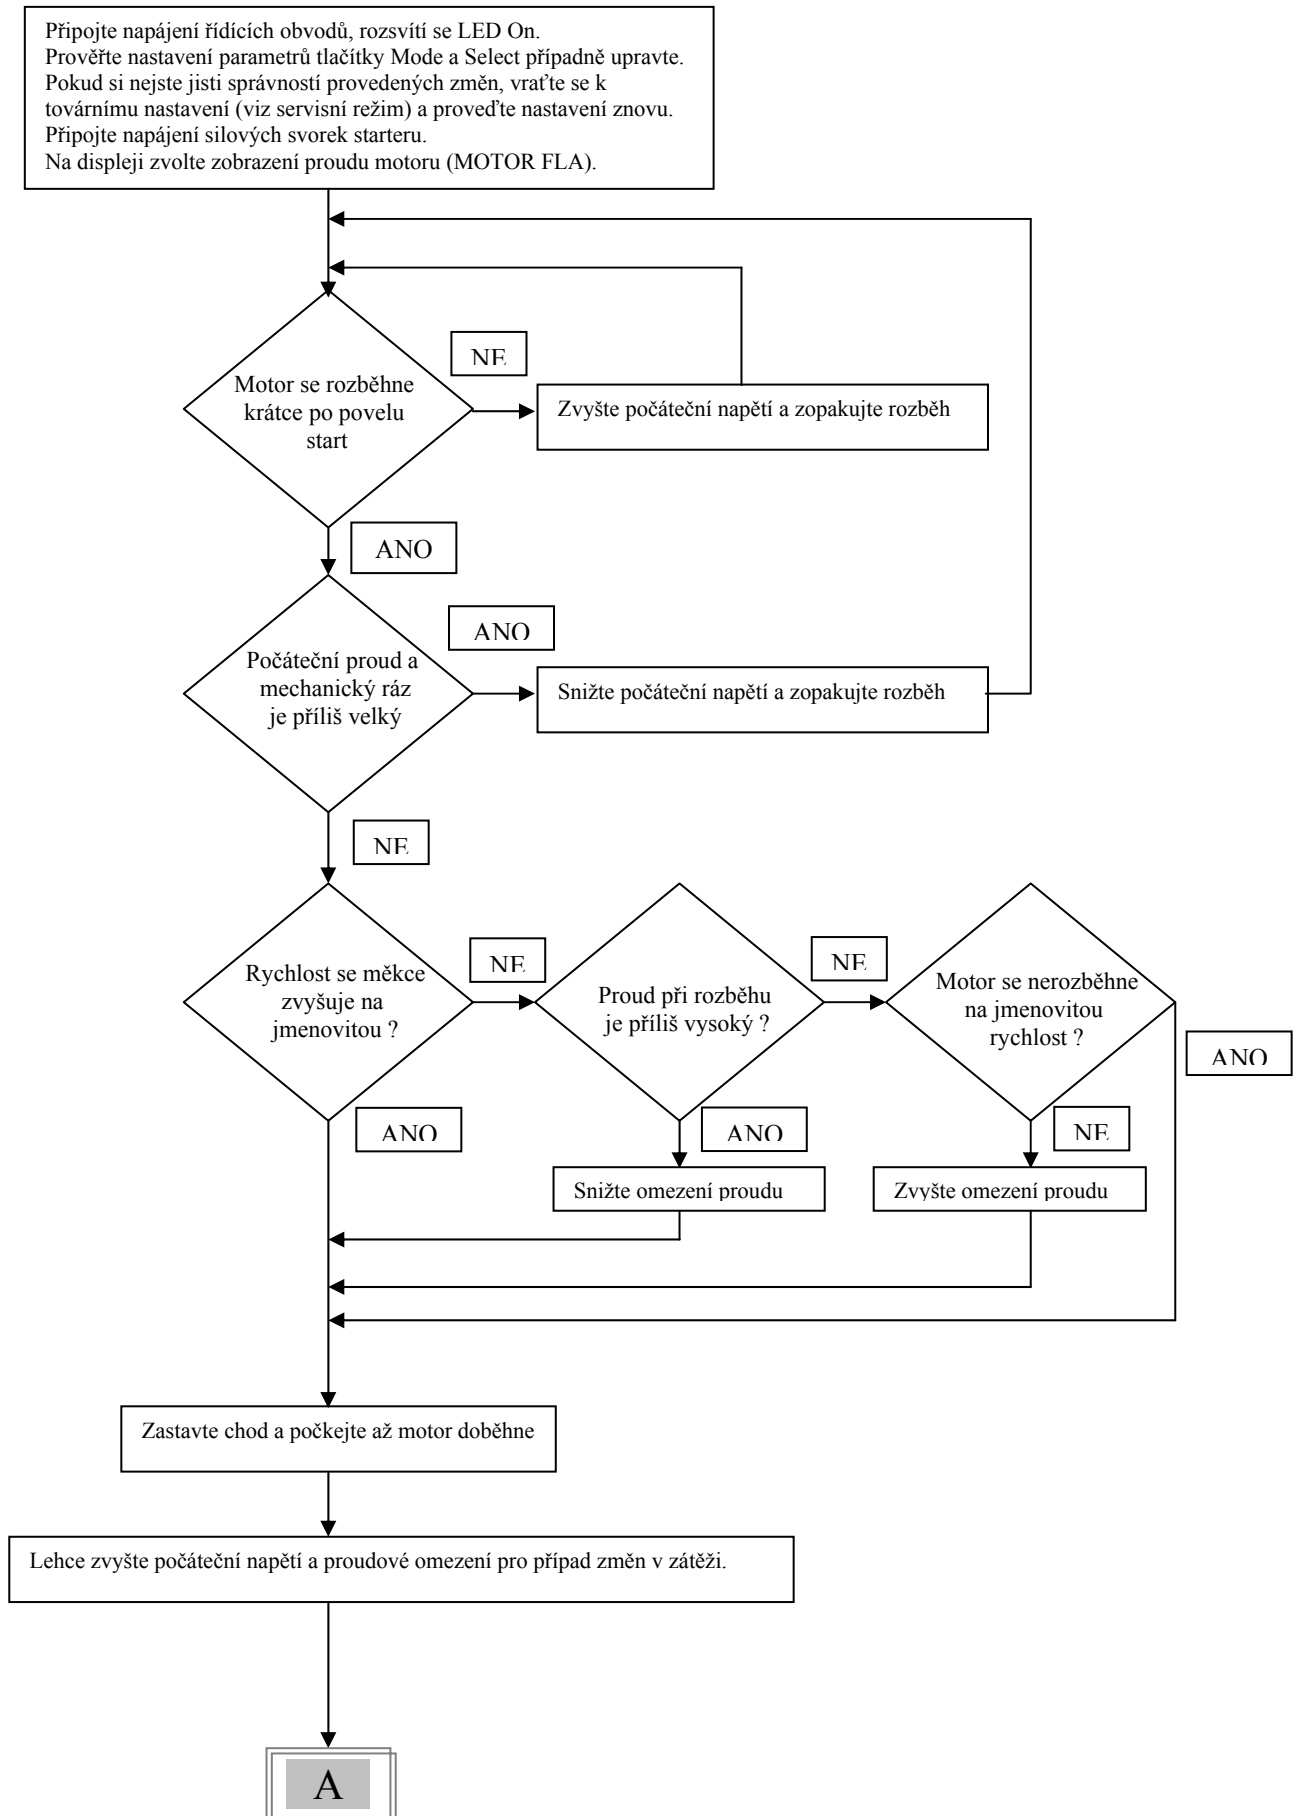 Připojte napájení řídících obvodů, rozsvítí se LED On.
Prověřte nastavení parametrů tlačítky Mode a Select případně upravte.
Pokud si nejste jisti správností provedených změn, vraťte se k
továrnímu nastavení (viz servisní režim) a proveďte nastavení znovu.
Připojte napájení silových svorek starteru.
Na displeji zvolte zobrazení proudu motoru (MOTOR FLA).
NE
Motor se rozběhne
krátce po povelu
start
Zvyšte počáteční napětí a zopakujte rozběh
ANO
ANO
Počáteční proud a
mechanický ráz
je příliš velký
Snižte počáteční napětí a zopakujte rozběh
NE
Rychlost se měkce
zvyšuje na
jmenovitou ?
NE
Proud při rozběhu
je příliš vysoký ?
NE
Motor se nerozběhne
na jmenovitou
rychlost ?
ANO
ANO
ANO
NE
Snižte omezení proudu
Zvyšte omezení proudu
Zastavte chod a počkejte až motor doběhne
Lehce zvyšte počáteční napětí a proudové omezení pro případ změn v zátěži.
A